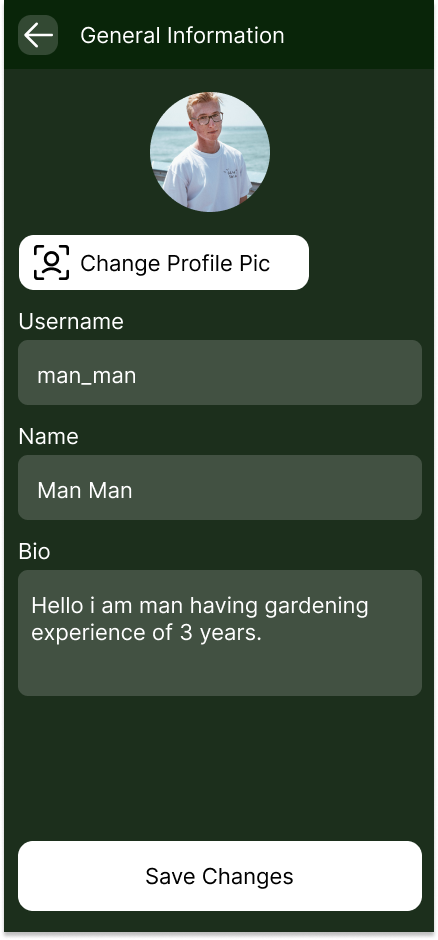 General Information
Change Profile Pic
Username
man_man
Name
Man Man
Bio
Hello i am man having gardening
experience of 3 years.
Save Changes